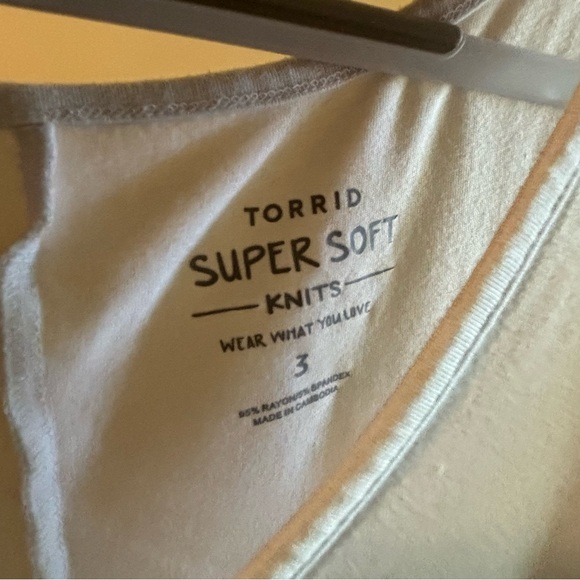 TORRID
SUPER SOFT
KNITS
WEAR WHAT YOU LOVE
3
95% RAYON/5% SPANDEX
MADE IN CAMBODIA